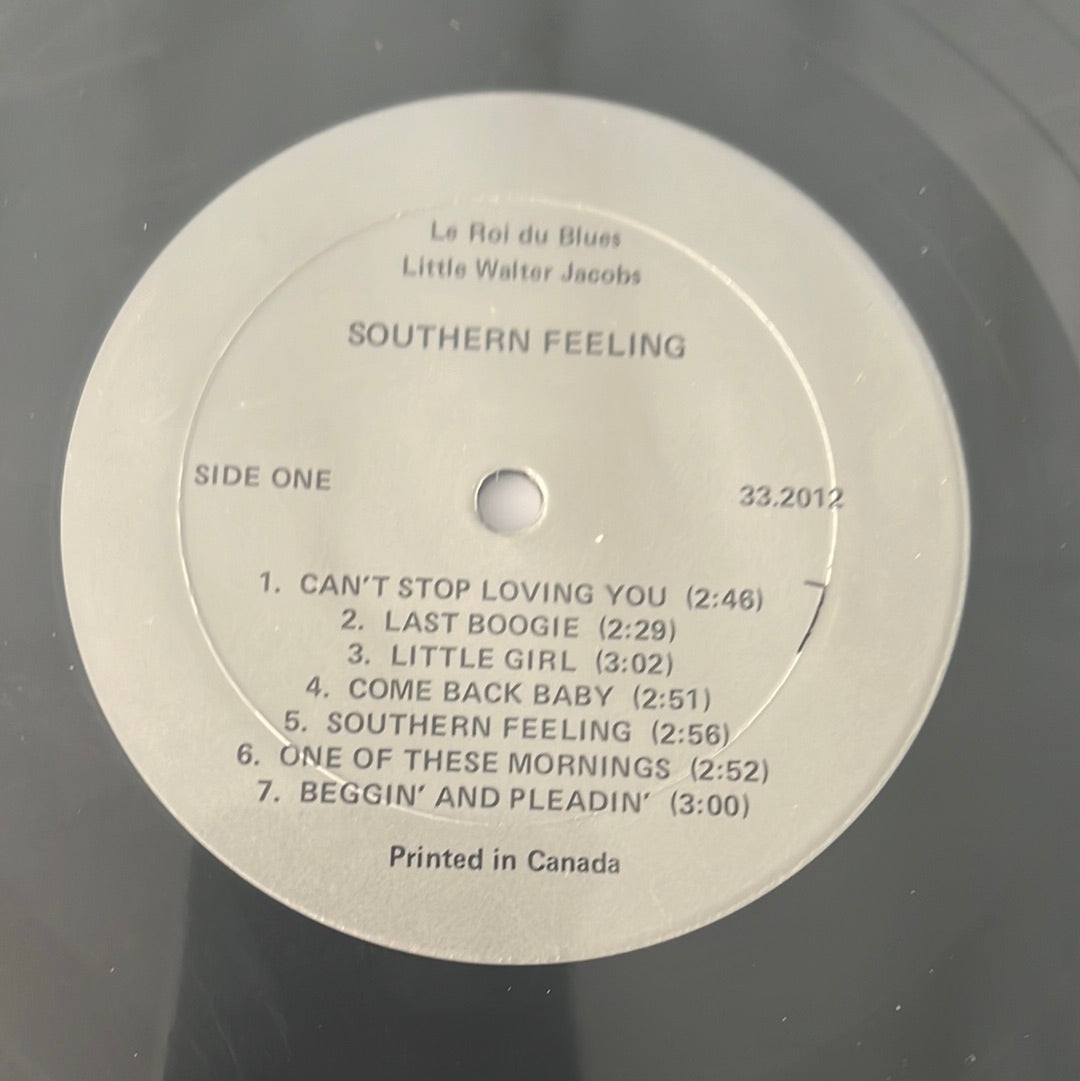 Le Roi du Blues
Little Walter Jacobs
SOUTHERN FEELING
SIDE ONE
33.2012
1. CAN'T STOP LOVING YOU (2:46)
2. LAST BOOGIE (2:29)
3. LITTLE GIRL (3:02)
4. COME BACK BABY (2:51)
5. SOUTHERN FEELING (2:56)
6. ONE OF THESE MORNINGS (2:52)
7. BEGGIN' AND PLEADIN' (3:00)
Printed in Canada